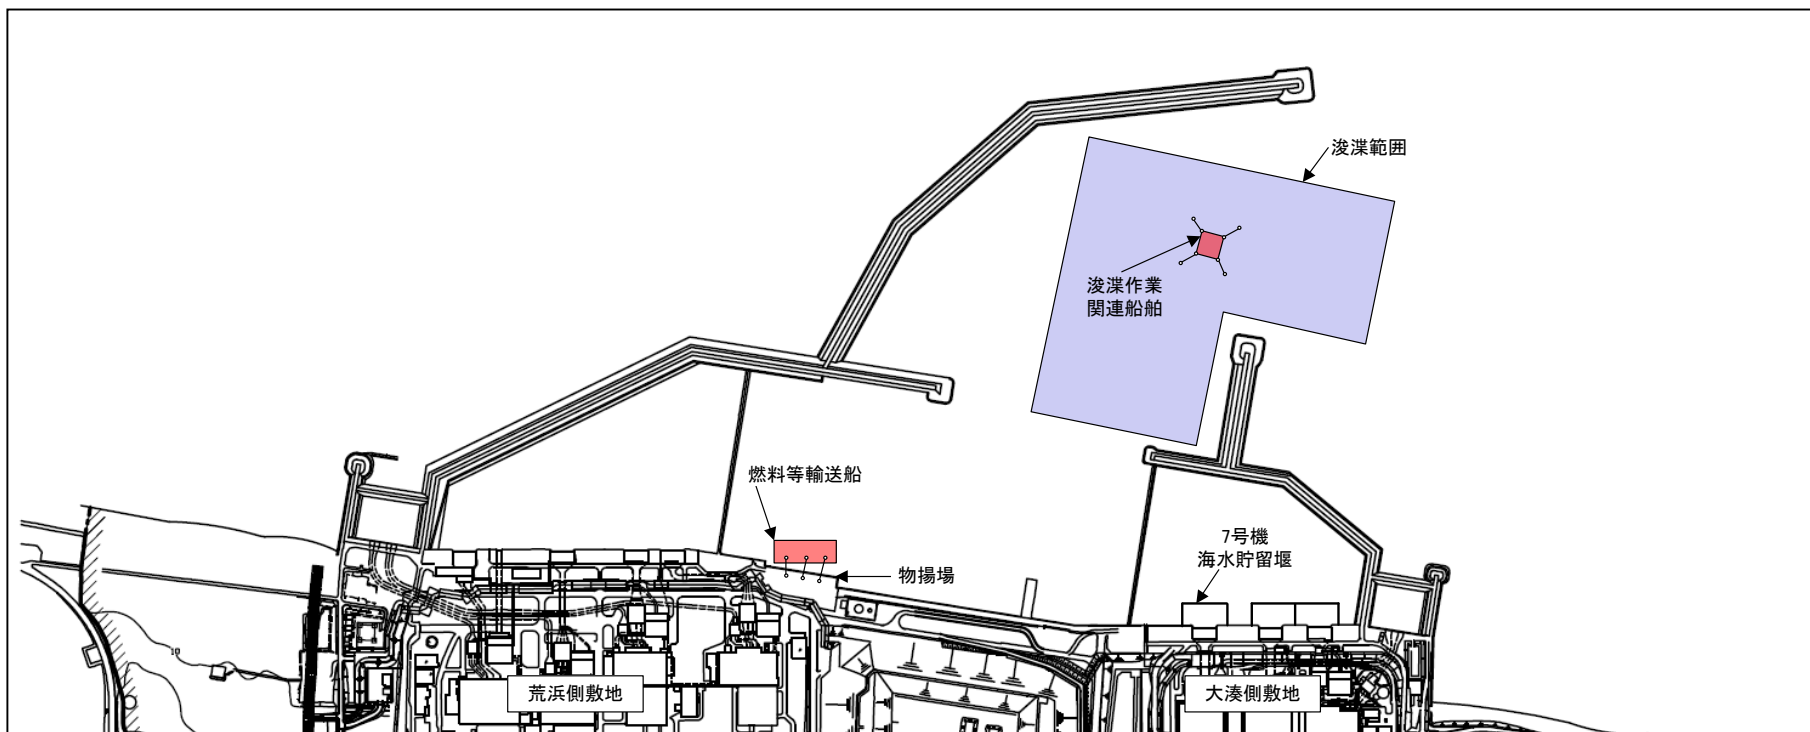 浚渫範囲
浚渫作業
関連船舶
燃料等輸送船
7号機
海水貯留堰
物揚場
10
荒浜側敷地
大湊側敷地